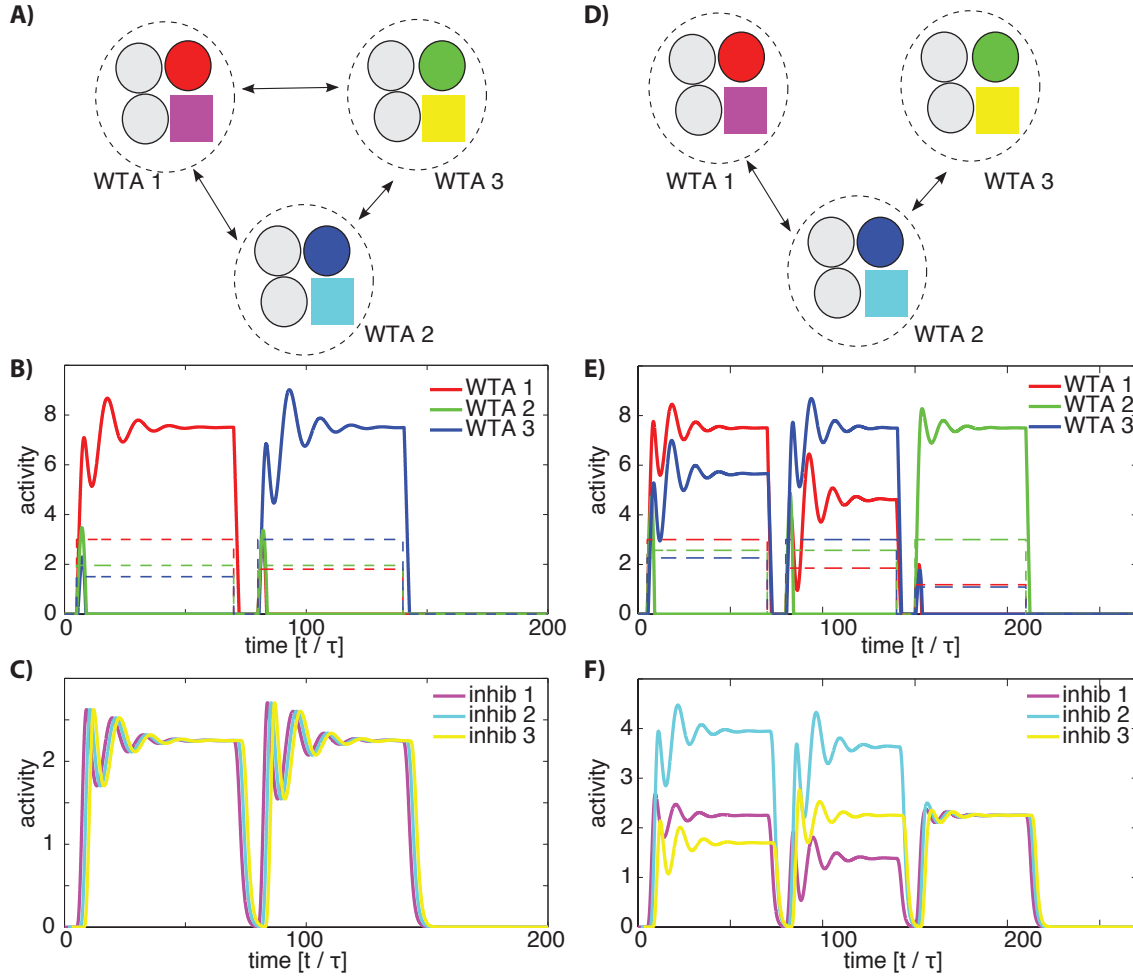 A)
WTA 1
WTA 3
WTA 2
D)
WTA 1
WTA 3
WTA 2
B)
activity
8
6
4
2
0
WTA 1
WTA 2
WTA 3
0
100
200
time [t / τ]
E)
activity
8
6
4
2
0
WTA 1
WTA 2
WTA 3
0
100
200
time [t / τ]
C)
activity
2
1
0
inhib 1
inhib 2
inhib 3
0
100
200
time [t / τ]
F)
activity
4
3
2
1
0
inhib 1
inhib 2
inhib 3
0
100
200
time [t / τ]